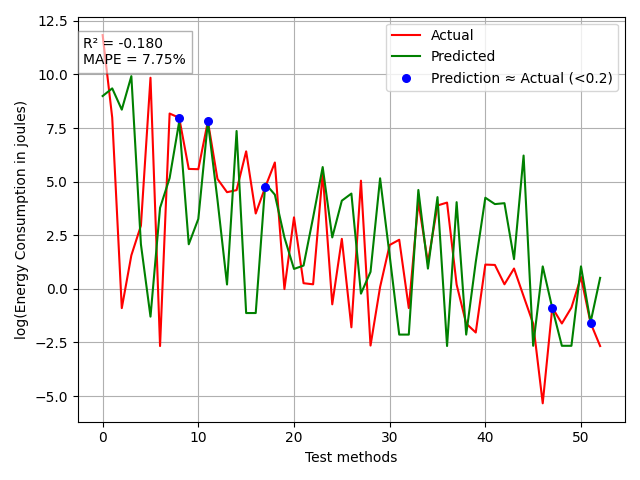 R² = -0.180
MAPE = 7.75%
Actual
Predicted
Prediction ≈ Actual (<0.2)
log(Energy Consumption in joules)
12.5
10.0
7.5
5.0
2.5
0.0
−2.5
−5.0
0 10 20 30 40 50
Test methods